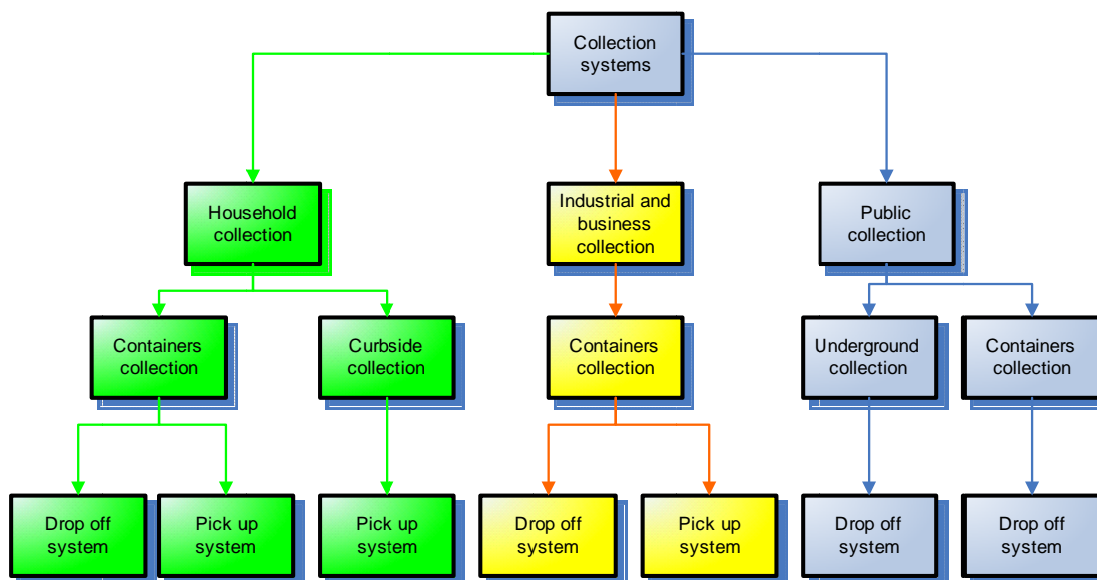 Collection
systems
Household
collection
Industrial and
business
collection
Public
collection
Containers
collection
Curbside
collection
Containers
collection
Underground
collection
Containers
collection
Drop off
system
Pick up
system
Pick up
system
Drop off
system
Pick up
system
Drop off
system
Drop off
system